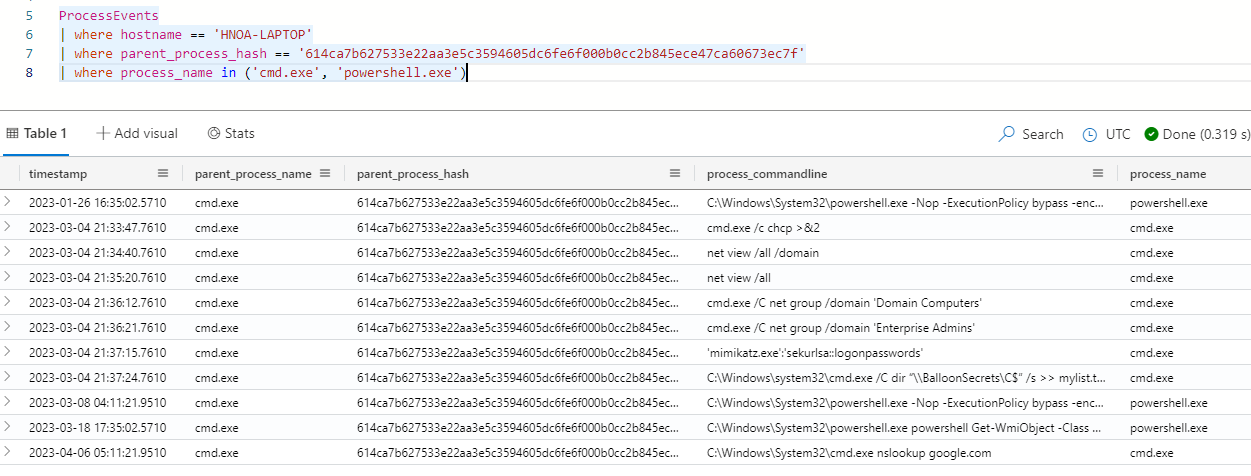 5 ProcessEvents
6 | where hostname == 'HNOA-LAPTOP'
7 | where parent_process_hash == '614ca7b627533e22aa3e5c3594605dc6fe6f000b0cc2b845ece47ca60673ec7f'
8 | where process_name in ('cmd.exe', 'powershell.exe')
Table 1 Add visual Stats Search UTC Done (0.319 s)
timestamp parent_process_name parent_process_hash process_commandline process_name
2023-01-26 16:35:02.5710 cmd.exe 614ca7b627533e22aa3e5c3594605dc6fe6f000b0cc2b845ec... C:\Windows\System32\powershell.exe -Nop -ExecutionPolicy bypass -enc... powershell.exe
2023-03-04 21:33:47.7610 cmd.exe 614ca7b627533e22aa3e5c3594605dc6fe6f000b0cc2b845ec... cmd.exe /c chcp >&2 cmd.exe
2023-03-04 21:34:40.7610 cmd.exe 614ca7b627533e22aa3e5c3594605dc6fe6f000b0cc2b845ec... net view /all /domain cmd.exe
2023-03-04 21:35:20.7610 cmd.exe 614ca7b627533e22aa3e5c3594605dc6fe6f000b0cc2b845ec... net view /all cmd.exe
2023-03-04 21:36:12.7610 cmd.exe 614ca7b627533e22aa3e5c3594605dc6fe6f000b0cc2b845ec... cmd.exe /C net group /domain 'Domain Computers' cmd.exe
2023-03-04 21:36:21.7610 cmd.exe 614ca7b627533e22aa3e5c3594605dc6fe6f000b0cc2b845ec... cmd.exe /C net group /domain 'Enterprise Admins' cmd.exe
2023-03-04 21:37:15.7610 cmd.exe 614ca7b627533e22aa3e5c3594605dc6fe6f000b0cc2b845ec... 'mimikatz.exe':'sekurlsa::logonpasswords' cmd.exe
2023-03-04 21:37:24.7610 cmd.exe 614ca7b627533e22aa3e5c3594605dc6fe6f000b0cc2b845ec... C:\Windows\system32\cmd.exe /C dir “\\BalloonSecrets\C$” /s >> mylist.t... cmd.exe
2023-03-08 04:11:21.9510 cmd.exe 614ca7b627533e22aa3e5c3594605dc6fe6f000b0cc2b845ec... C:\Windows\System32\powershell.exe -Nop -ExecutionPolicy bypass -enc... powershell.exe
2023-03-18 17:35:02.5710 cmd.exe 614ca7b627533e22aa3e5c3594605dc6fe6f000b0cc2b845ec... C:\Windows\System32\powershell.exe powershell Get-WmiObject -Class ... powershell.exe
2023-04-06 05:11:21.9510 cmd.exe 614ca7b627533e22aa3e5c3594605dc6fe6f000b0cc2b845ec... C:\Windows\System32\cmd.exe nslookup google.com cmd.exe